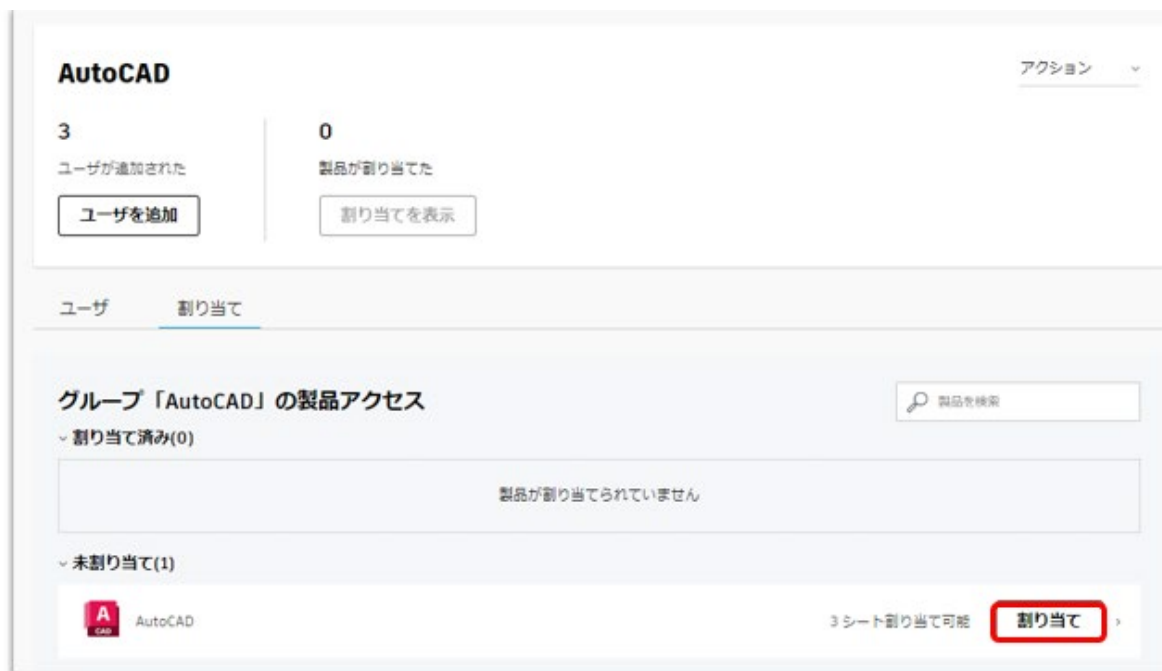 AutoCAD
アクション
3
ユーザが追加された
ユーザを追加
0
製品が割り当てた
割り当てを表示
ユーザ 割り当て
グループ「AutoCAD」の製品アクセス
製品を検索
割り当て済み(0)
製品が割り当てられていません
未割り当て(1)
A
CAD
AutoCAD
3 シート割り当て可能
割り当て